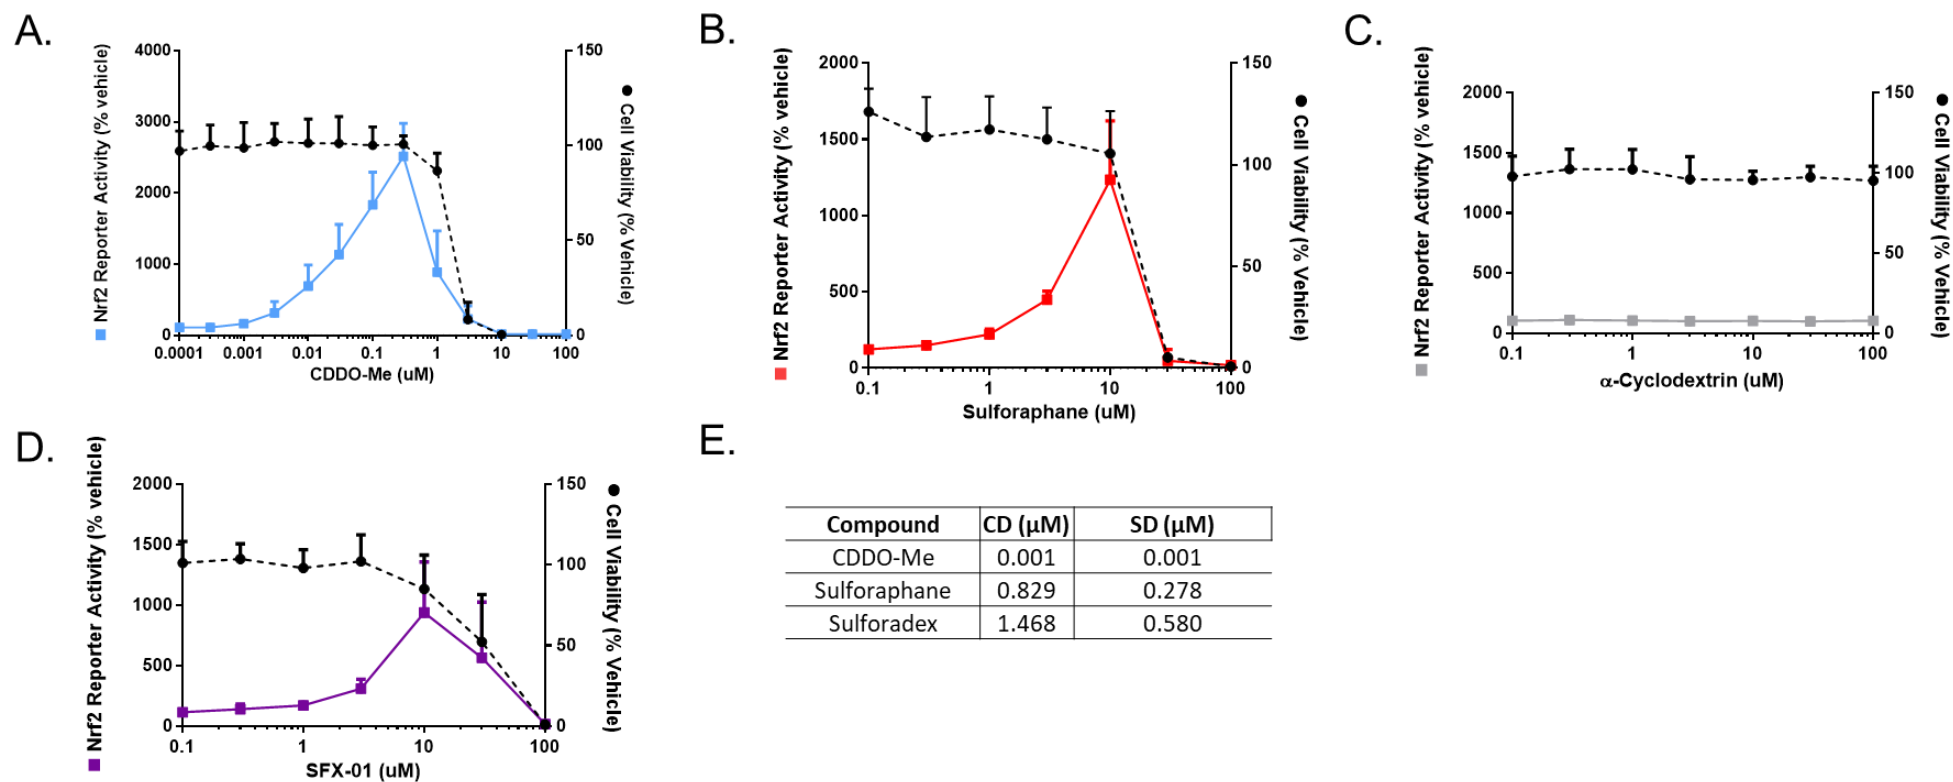 A.
Nrf2 Reporter Activity (% vehicle)
4000
3000
2000
1000
0
150
100
50
0
Cell Viability (% Vehicle)
0.0001 0.001 0.01 0.1 1 10 100
CDDO-Me (uM)
B.
Nrf2 Reporter Activity (% vehicle)
2000
1500
1000
500
0
150
100
50
0
Cell Viability (% Vehicle)
0.1 1 10 100
Sulforaphane (uM)
C.
Nrf2 Reporter Activity (% vehicle)
2000
1500
1000
500
0
150
100
50
0
Cell Viability (% Vehicle)
0.1 1 10 100
α-Cyclodextrin (uM)
D.
Nrf2 Reporter Activity (% vehicle)
2000
1500
1000
500
0
150
100
50
0
Cell Viability (% Vehicle)
0.1 1 10 100
SFX-01 (uM)
E.
Compound CD (µM) SD (µM)
CDDO-Me 0.001 0.001
Sulforaphane 0.829 0.278
Sulforadex 1.468 0.580